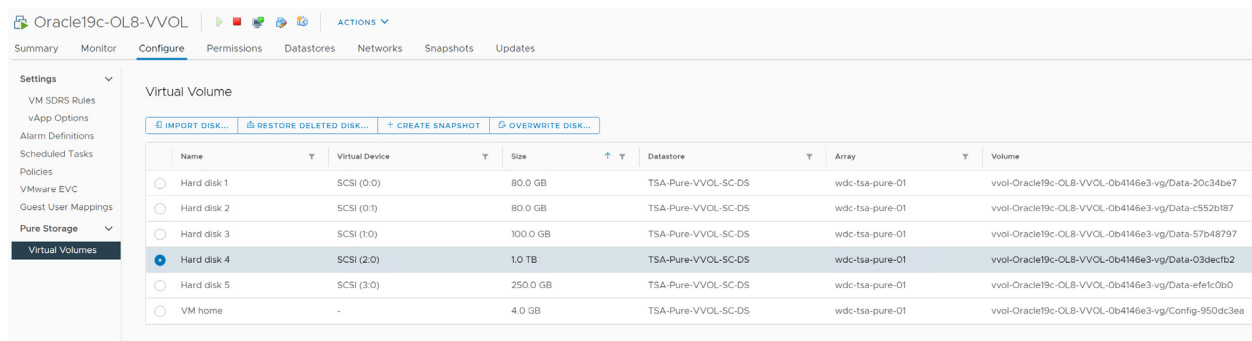 Oracle19c-OL8-VVOL ACTIONS
Summary Monitor Configure Permissions Datastores Networks Snapshots Updates
Settings
VM SDRS Rules
vApp Options
Alarm Definitions
Scheduled Tasks
Policies
VMware EVC
Guest User Mappings
Pure Storage
Virtual Volumes
Virtual Volume
IMPORT DISK... RESTORE DELETED DISK... + CREATE SNAPSHOT OVERWRITE DISK...
Name Virtual Device Size Datastore Array Volume
Hard disk 1 SCSI (0:0) 80.0 GB TSA-Pure-VVOL-SC-DS wdc-tsa-pure-01 vvol-Oracle19c-OL8-VVOL-0b4146e3-vg/Data-20c34be7
Hard disk 2 SCSI (0:1) 80.0 GB TSA-Pure-VVOL-SC-DS wdc-tsa-pure-01 vvol-Oracle19c-OL8-VVOL-0b4146e3-vg/Data-c552b187
Hard disk 3 SCSI (1:0) 100.0 GB TSA-Pure-VVOL-SC-DS wdc-tsa-pure-01 vvol-Oracle19c-OL8-VVOL-0b4146e3-vg/Data-57b48797
Hard disk 4 SCSI (2:0) 1.0 TB TSA-Pure-VVOL-SC-DS wdc-tsa-pure-01 vvol-Oracle19c-OL8-VVOL-0b4146e3-vg/Data-03decfb2
Hard disk 5 SCSI (3:0) 250.0 GB TSA-Pure-VVOL-SC-DS wdc-tsa-pure-01 vvol-Oracle19c-OL8-VVOL-0b4146e3-vg/Data-efe1c0b0
VM home - 4.0 GB TSA-Pure-VVOL-SC-DS wdc-tsa-pure-01 vvol-Oracle19c-OL8-VVOL-0b4146e3-vg/Config-950dc3ea